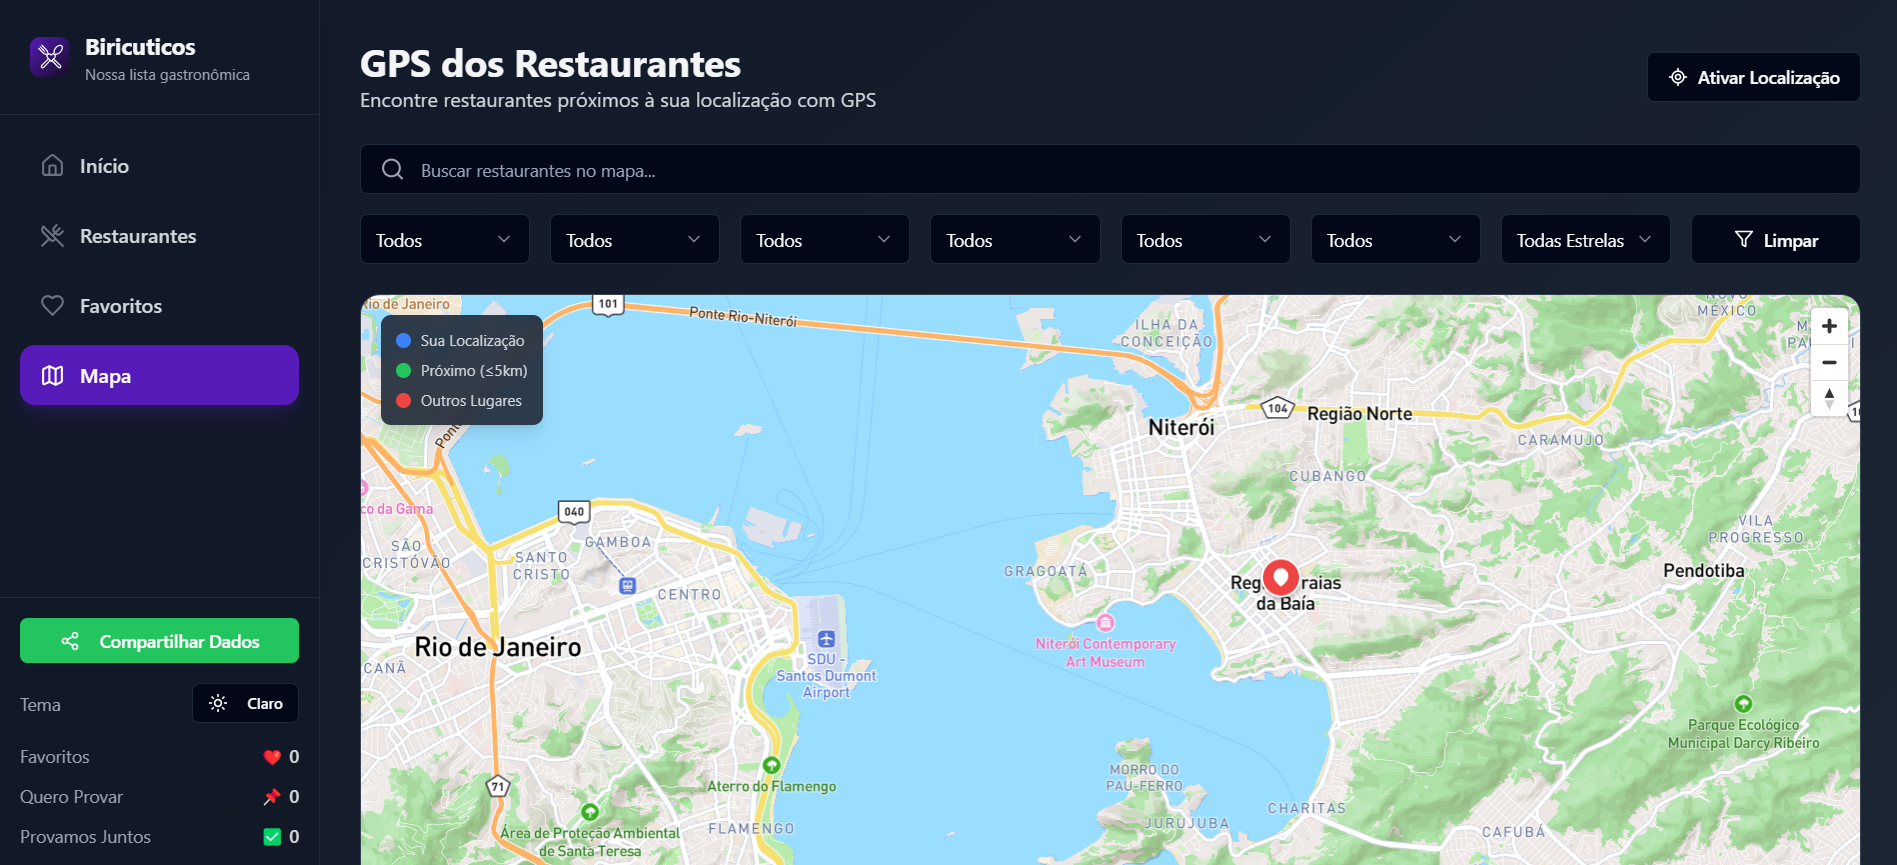 Biricuticos
Nossa lista gastronômica
Início
Restaurantes
Favoritos
Mapa
Compartilhar Dados
Tema
Claro
Favoritos
0
Quero Provar
0
Provamos Juntos
0
GPS dos Restaurantes
Encontre restaurantes próximos à sua localização com GPS
Ativar Localização
Buscar restaurantes no mapa...
Todos
Todos
Todos
Todos
Todos
Todos
Todas Estrelas
Limpar
Sua Localização
Próximo (≤5km)
Outros Lugares
Rio de Janeiro
101
Ponte Rio-Niterói
ILHA DA
CONCEIÇÃO
MÉXICO
Niterói
104
Região Norte
CARAMUJO
CUBANGO
VILA
PROGRESSO
Pendotiba
co da Gama
040
GAMBOA
SÃO
CRISTÓVÃO
SANTO
CRISTO
CENTRO
GRAGOATÁ
raias
da Baía
Niterói Contemporary
Art Museum
Rio de Janeiro
SDU -
Santos Dumont
Airport
CANÃ
Parque Ecológico
Municipal Darcy Ribeiro
71
Aterro do Flamengo
MORRO DO
PAU-FERRO
Área de Proteção Ambiental
de Santa Teresa
FLAMENGO
JURUJUBA
CHARITAS
CAFUBÁ